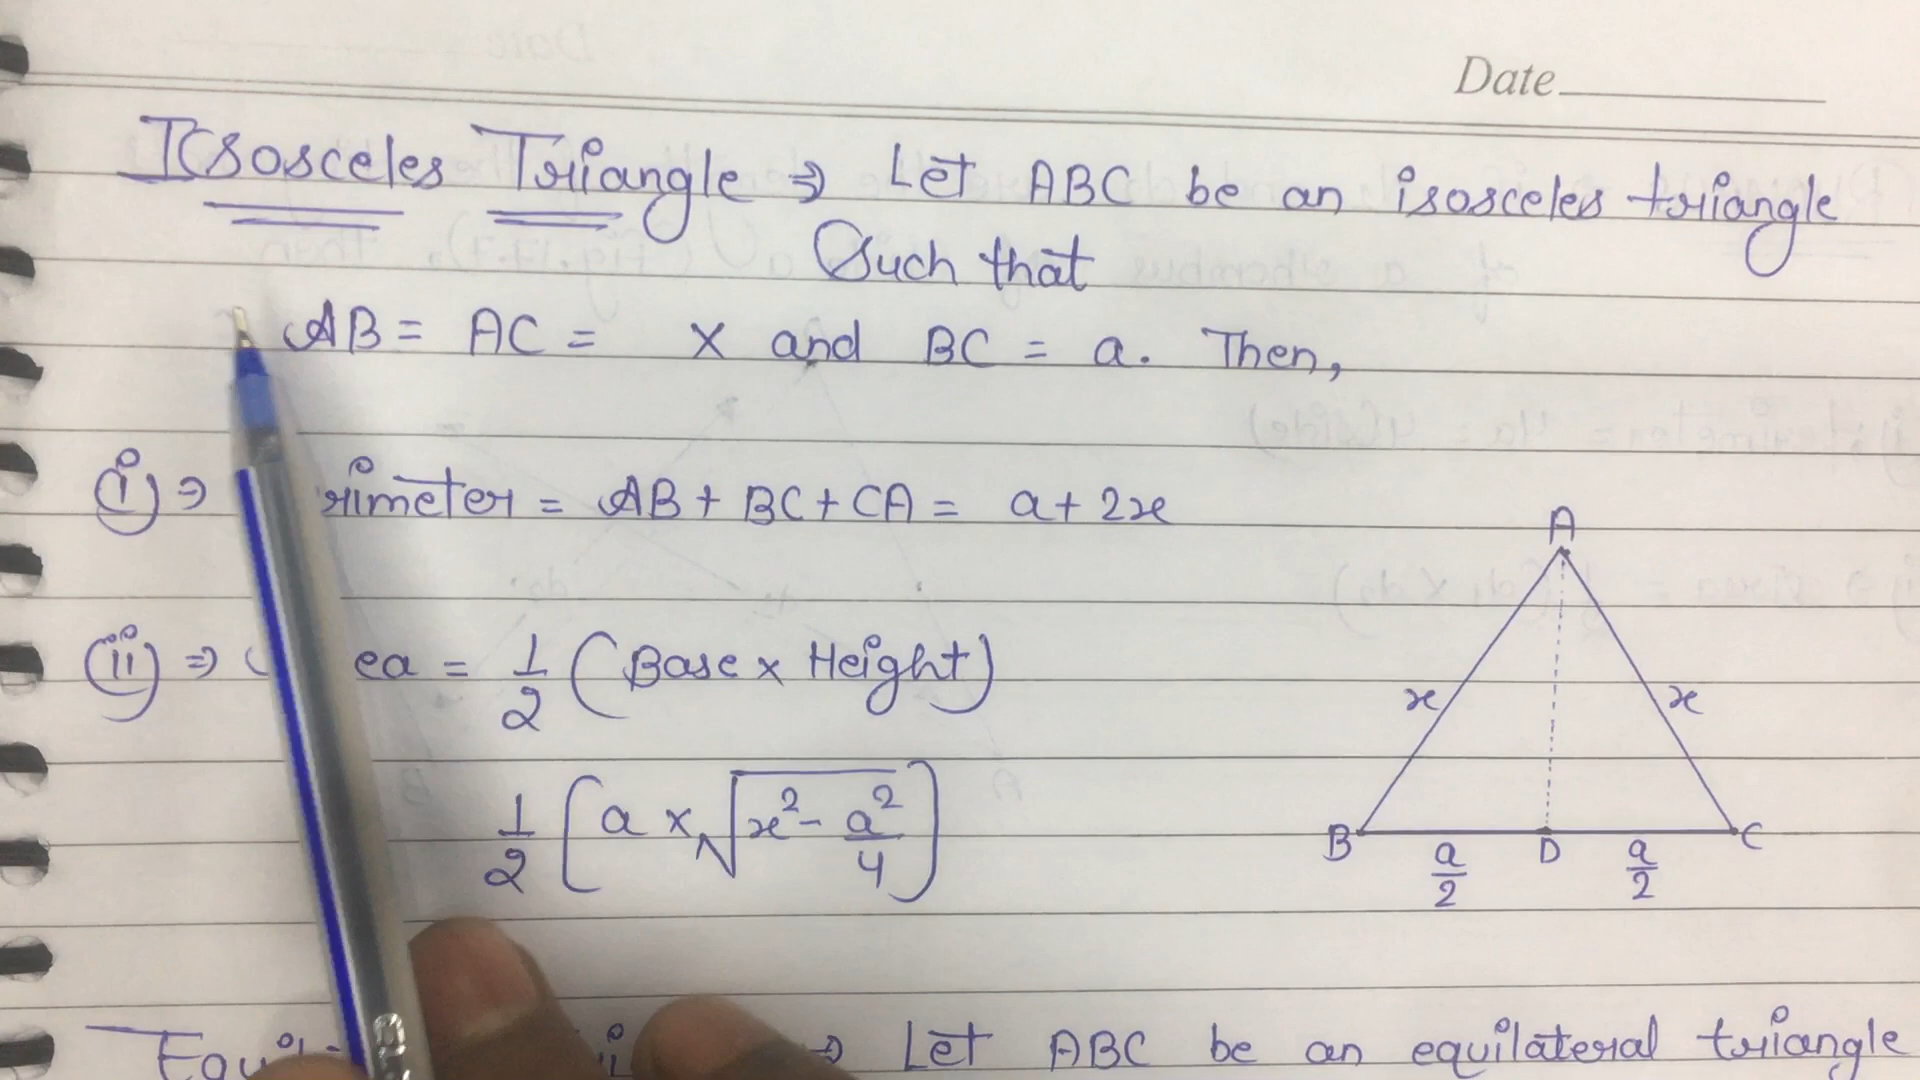 Date
Isosceles Triangle ⇒ Let ABC be an isosceles triangle
Such that
AB = AC = x and BC = a. Then,
(i) ⇒ rimeter = AB + BC + CA = a + 2x
(ii) ⇒ ea = 1/2 (Base × Height)
1/2 [a × √(x² - a²/4)]
A
x x
B D C
a/2 a/2
⇒ Let ABC be an equilateral triangle